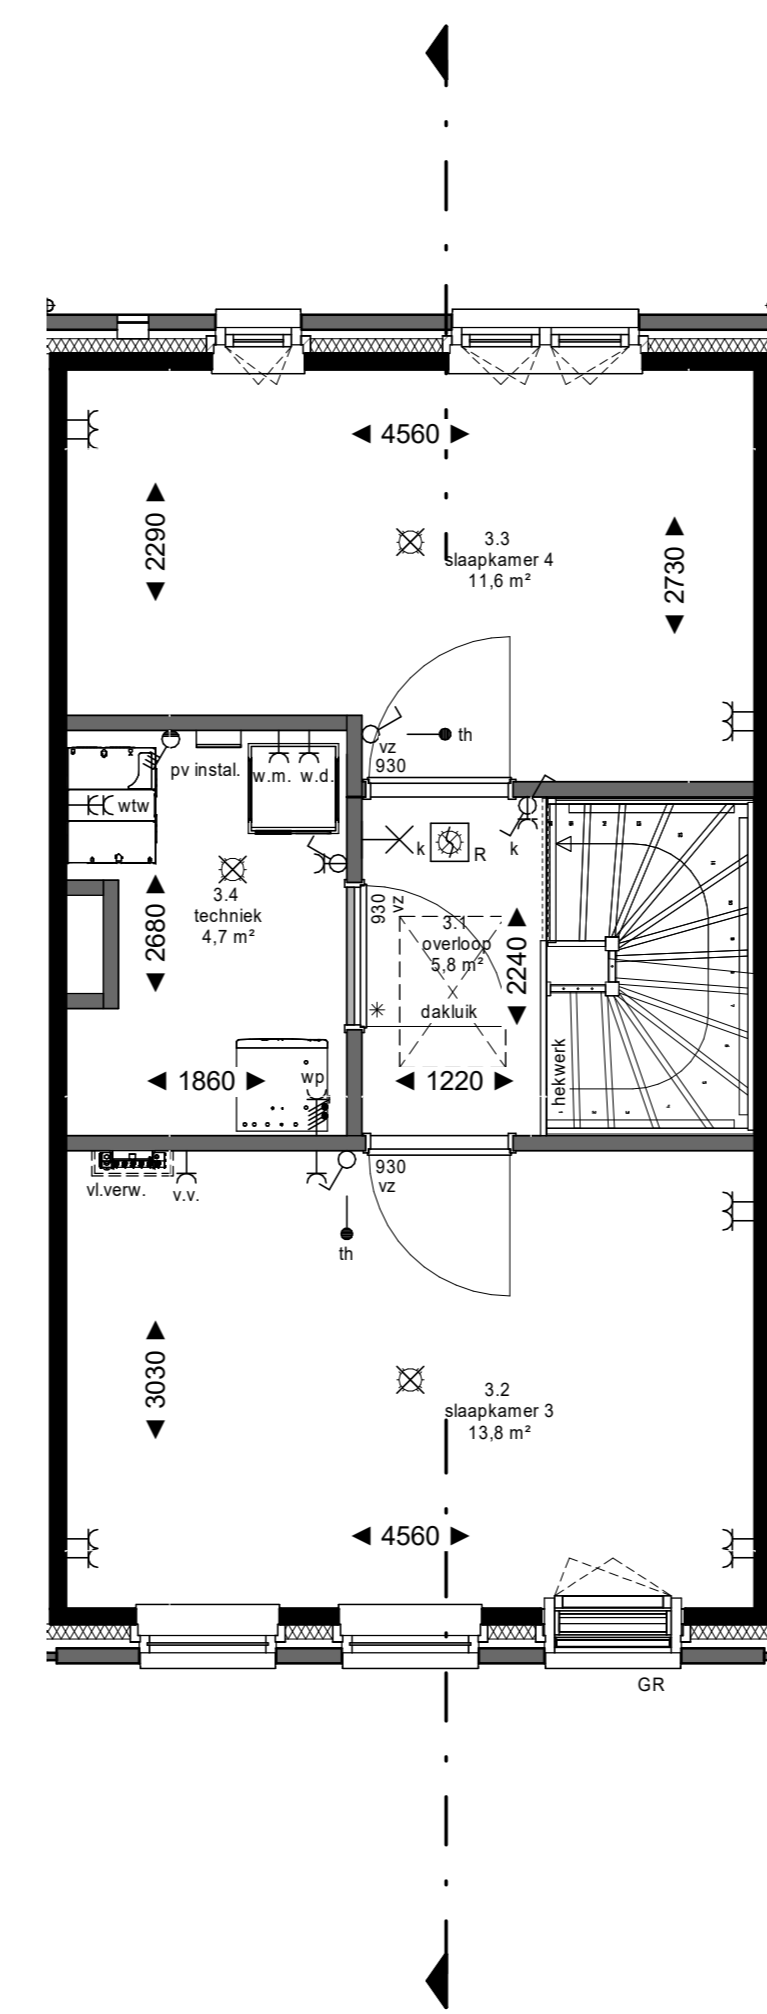 4560
2290
3.3
slaapkamer 4
11,6 m²
2730
vz
930
th
pv instal.
w.m.
w.d.
wtw
k
R
k
3.4
techniek
4,7 m²
2680
930
vz
3.1
overloop
5,8 m²
2240
dakluik
1860
wp
1220
hekwerk
vl.verw.
v.v.
930
vz
th
3030
3.2
slaapkamer 3
13,8 m²
4560
GR